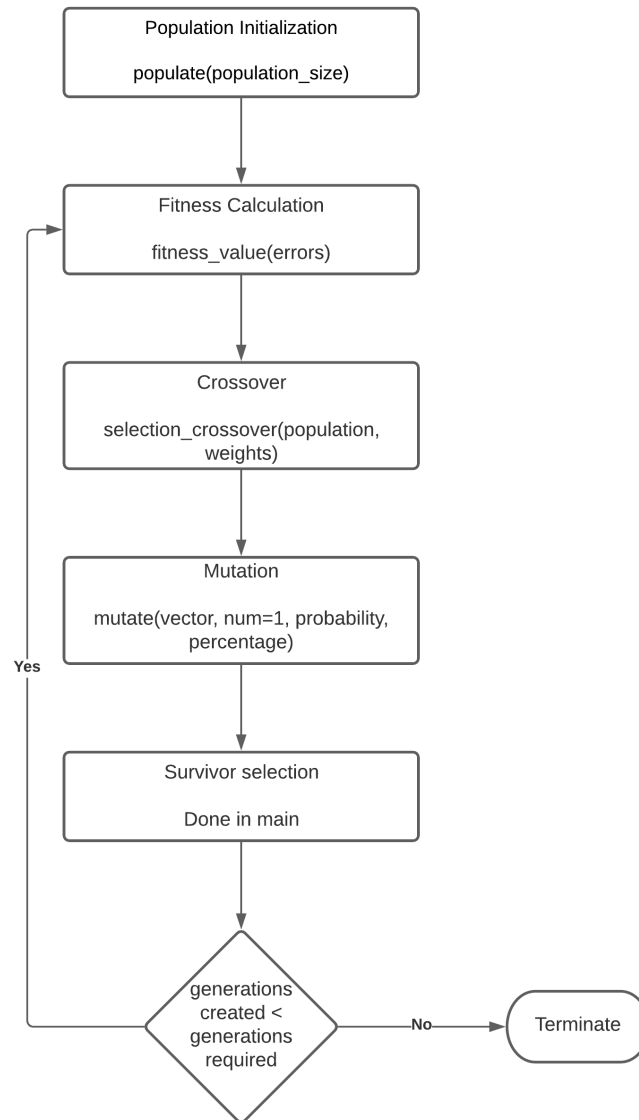 Population Initialization
populate(population_size)
Fitness Calculation
fitness_value(errors)
Crossover
selection_crossover(population,
weights)
Mutation
mutate(vector, num=1, probability,
percentage)
Yes
Survivor selection
Done in main
generations
created <
generations
required
No
Terminate